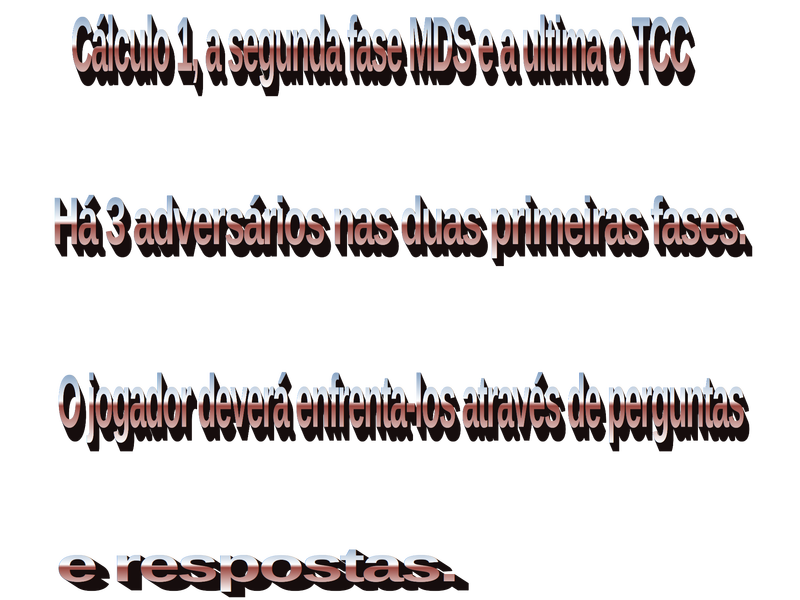 Cálculo 1, a segunda fase MDS e a ultima o TCC
Há 3 adversários nas duas primeiras fases.
O jogador deverá enfrenta-los através de perguntas
e respostas.